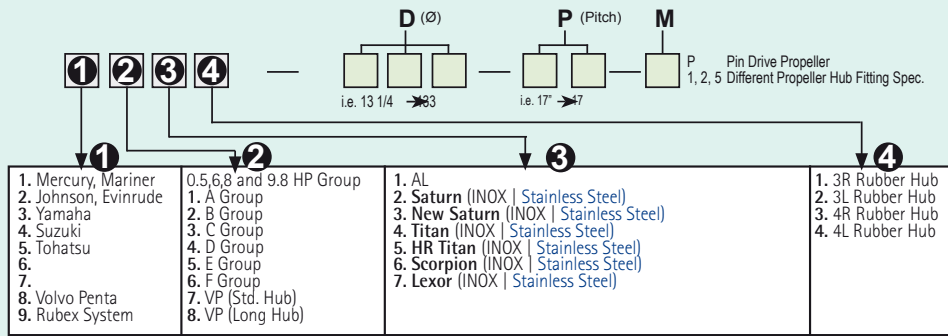 D (Ø) P (Pitch) M
1 2 3 4 — — —
P Pin Drive Propeller
1, 2, 5 Different Propeller Hub Fitting Spec.
i.e. 13 1/4 133 i.e. 17" 47
1
1. Mercury, Mariner
2. Johnson, Evinrude
3. Yamaha
4. Suzuki
5. Tohatsu
6.
7.
8. Volvo Penta
9. Rubex System
2
0.5,6,8 and 9.8 HP Group
1. A Group
2. B Group
3. C Group
4. D Group
5. E Group
6. F Group
7. VP (Std. Hub)
8. VP (Long Hub)
3
1. AL
2. Saturn (INOX | Stainless Steel)
3. New Saturn (INOX | Stainless Steel)
4. Titan (INOX | Stainless Steel)
5. HR Titan (INOX | Stainless Steel)
6. Scorpion (INOX | Stainless Steel)
7. Lexor (INOX | Stainless Steel)
4
1. 3R Rubber Hub
2. 3L Rubber Hub
3. 4R Rubber Hub
4. 4L Rubber Hub